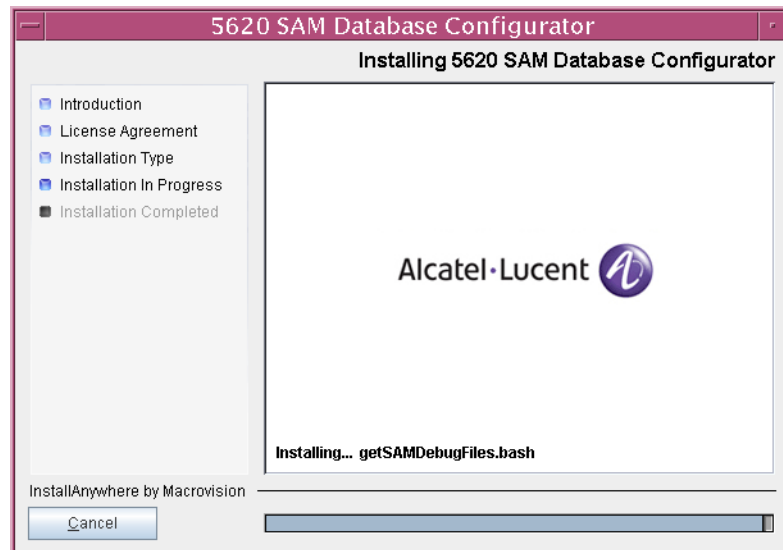 5620 SAM Database Configurator
Installing 5620 SAM Database Configurator
Introduction
License Agreement
Installation Type
Installation In Progress
Installation Completed
Alcatel·Lucent
Installing... getSAMDebugFiles.bash
InstallAnywhere by Macrovision
Cancel